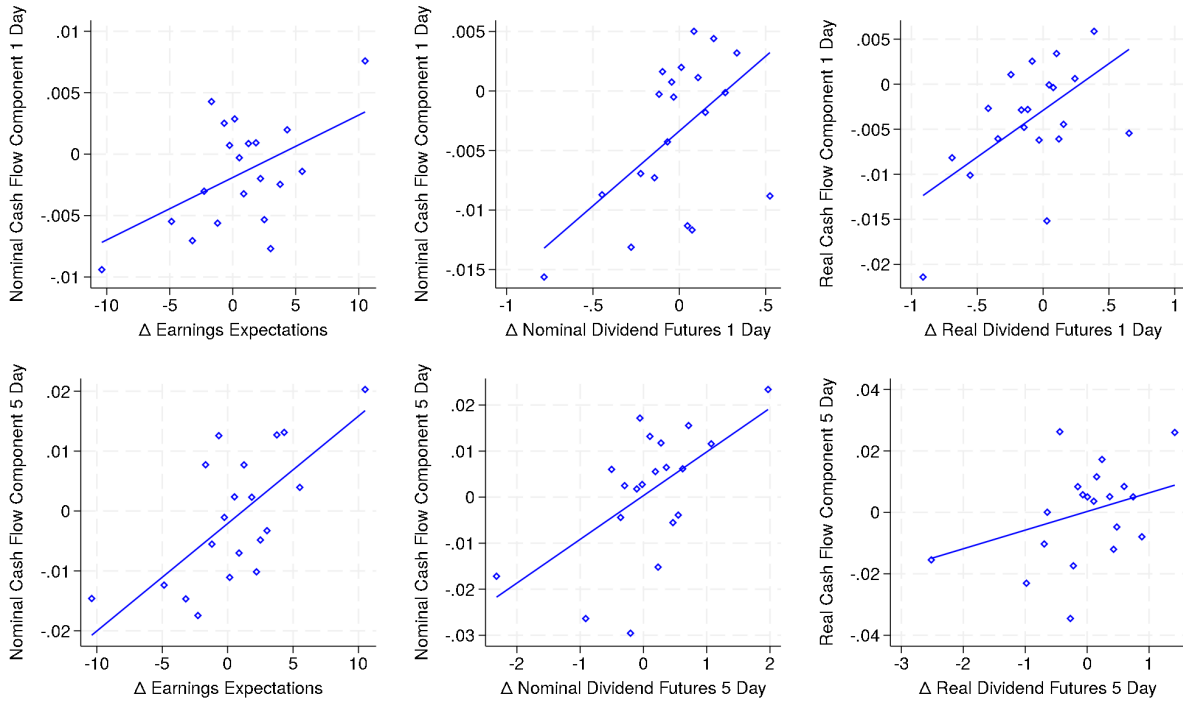 Nominal Cash Flow Component 1 Day
.01
.005
0
-.005
-.01
-10 -5 0 5 10
Δ Earnings Expectations
Nominal Cash Flow Component 1 Day
.005
0
-.005
-.01
-.015
-1 -.5 0 .5
Δ Nominal Dividend Futures 1 Day
Real Cash Flow Component 1 Day
.005
0
-.005
-.01
-.015
-.02
-1 -.5 0 .5 1
Δ Real Dividend Futures 1 Day
Nominal Cash Flow Component 5 Day
.02
.01
0
-.01
-.02
-10 -5 0 5 10
Δ Earnings Expectations
Nominal Cash Flow Component 5 Day
.02
.01
0
-.01
-.02
-.03
-2 -1 0 1 2
Δ Nominal Dividend Futures 5 Day
Real Cash Flow Component 5 Day
.04
.02
0
-.02
-.04
-3 -2 -1 0 1
Δ Real Dividend Futures 5 Day